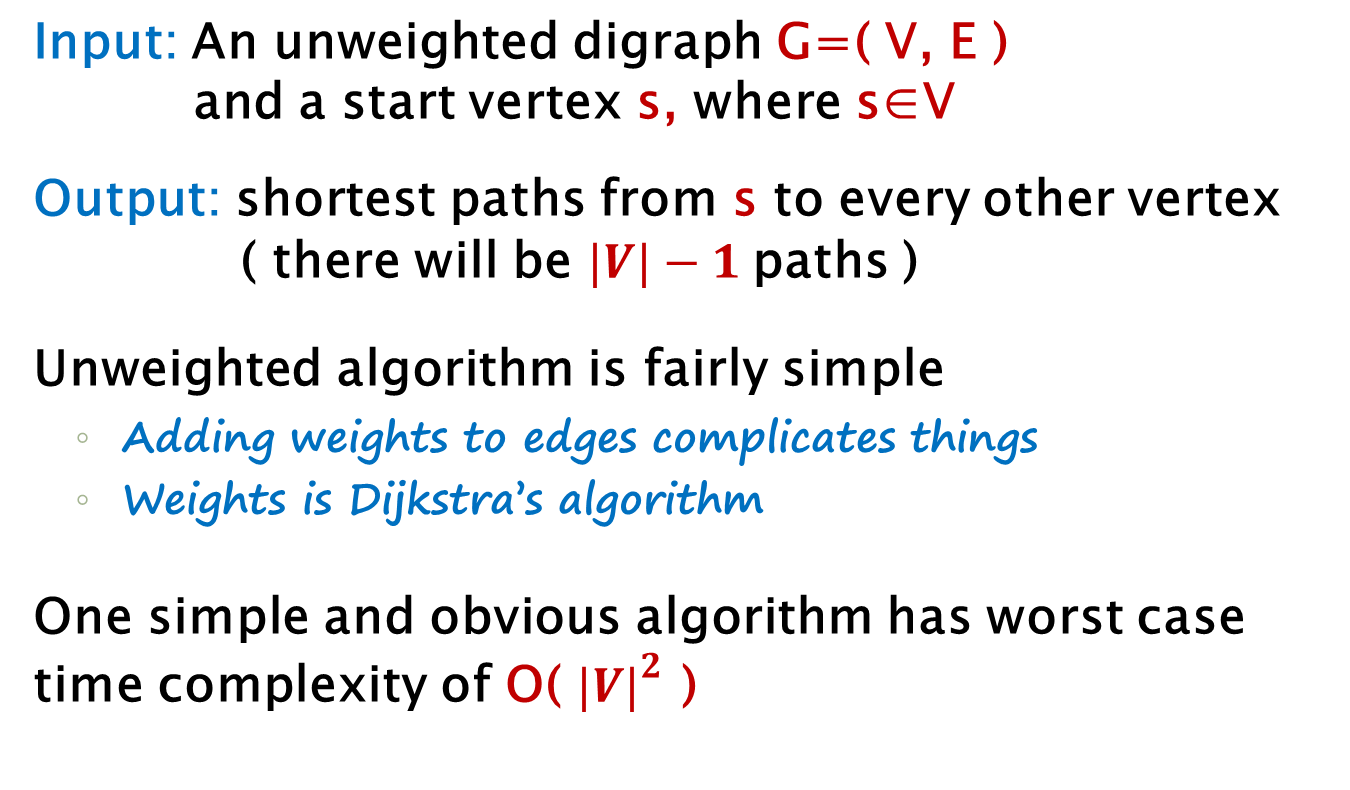 Input: An unweighted digraph G=( V, E )
and a start vertex s, where s∈V
Output: shortest paths from s to every other vertex
( there will be |V| − 1 paths )
Unweighted algorithm is fairly simple
◦ Adding weights to edges complicates things
◦ Weights is Dijkstra’s algorithm
One simple and obvious algorithm has worst case
time complexity of O( |V|² )